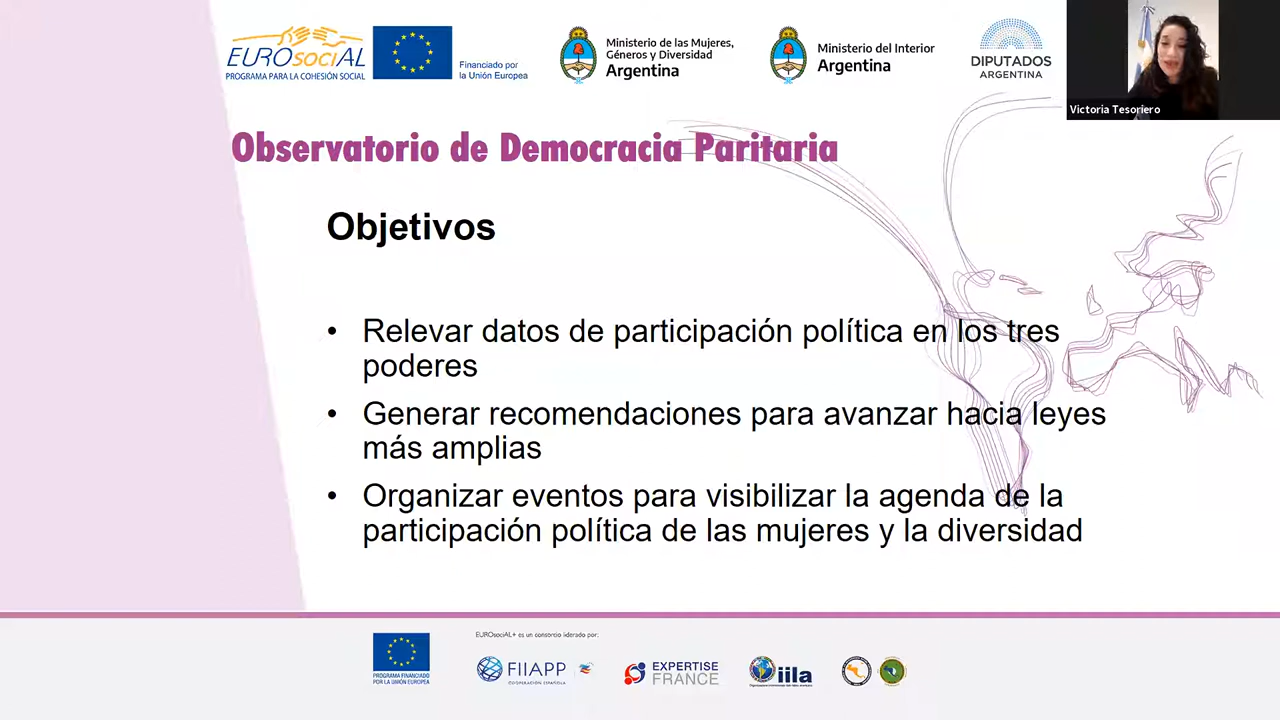 EUROsociAL
PROGRAMA PARA LA COHESIÓN SOCIAL
Financiado por
la Unión Europea
Ministerio de las Mujeres,
Géneros y Diversidad
Argentina
Ministerio del Interior
Argentina
DIPUTADOS
ARGENTINA
Victoria Tesoriero
Observatorio de Democracia Paritaria
Objetivos
• Relevar datos de participación política en los tres
poderes
• Generar recomendaciones para avanzar hacia leyes
más amplias
• Organizar eventos para visibilizar la agenda de la
participación política de las mujeres y la diversidad
EUROsociAL+ es un consorcio liderado por:
PROGRAMA FINANCIADO
POR LA UNIÓN EUROPEA
FIIAPP
COOPERACIÓN ESPAÑOLA
EXPERTISE
FRANCE
iila